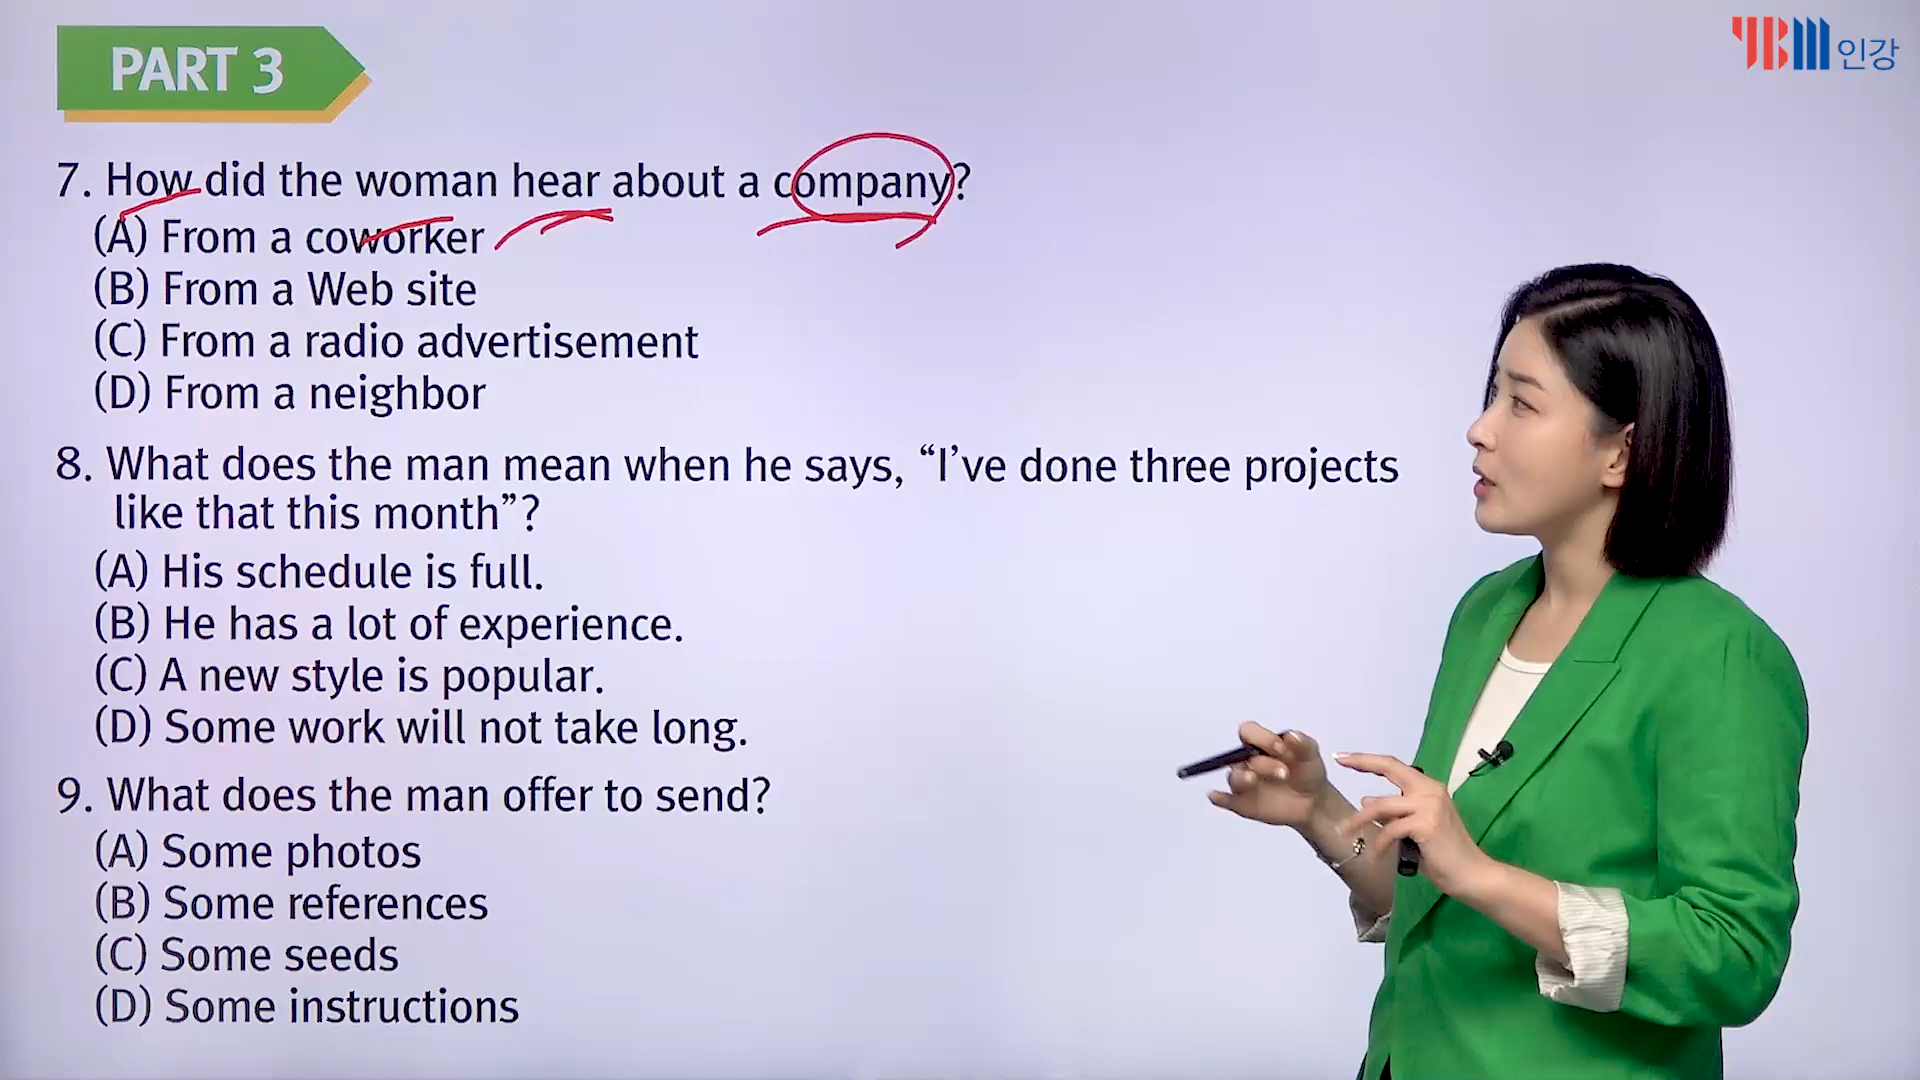 PART 3
YBM 인강
7. How did the woman hear about a company?
(A) From a coworker
(B) From a Web site
(C) From a radio advertisement
(D) From a neighbor
8. What does the man mean when he says, “I’ve done three projects
like that this month”?
(A) His schedule is full.
(B) He has a lot of experience.
(C) A new style is popular.
(D) Some work will not take long.
9. What does the man offer to send?
(A) Some photos
(B) Some references
(C) Some seeds
(D) Some instructions